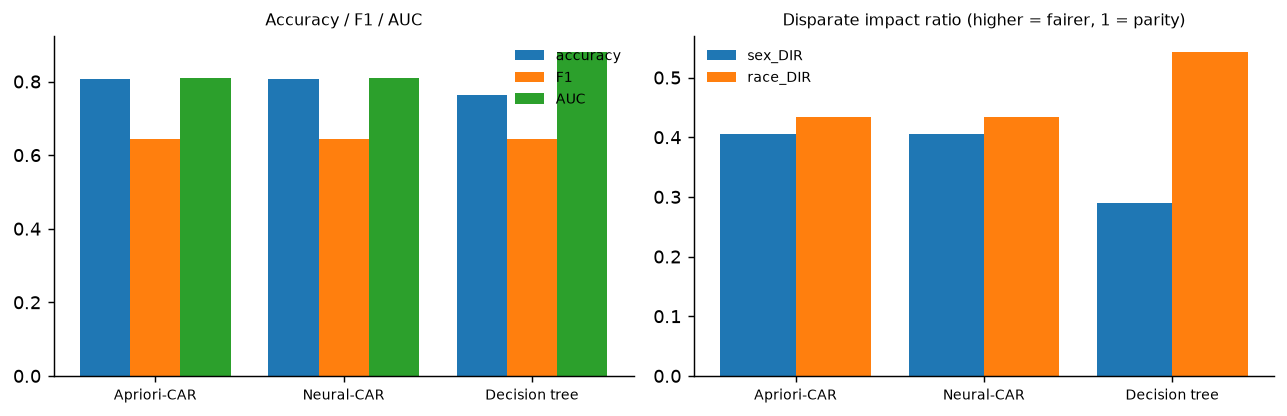 Accuracy / F1 / AUC
accuracy
F1
AUC
0.8
0.6
0.4
0.2
0.0
Apriori-CAR
Neural-CAR
Decision tree
Disparate impact ratio (higher = fairer, 1 = parity)
sex_DIR
race_DIR
0.5
0.4
0.3
0.2
0.1
0.0
Apriori-CAR
Neural-CAR
Decision tree